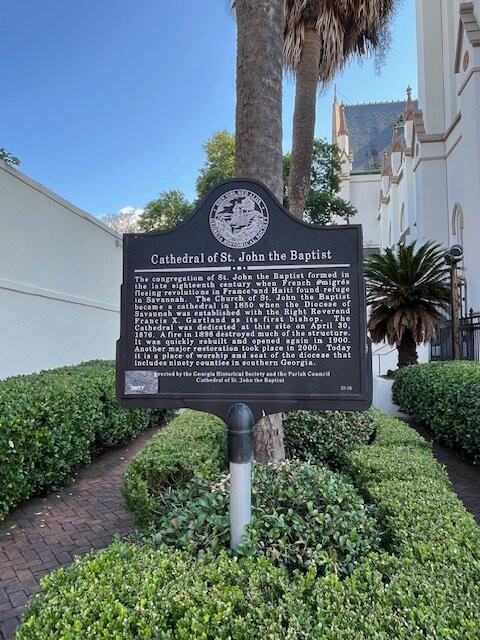 Cathedral of St. John the Baptist
The congregation of St. John the Baptist formed in
the late eighteenth century when French émigrés
fleeing revolutions in France and Haiti found refuge
in Savannah. The Church of St. John the Baptist
became a cathedral in 1850 when the Diocese of
Savannah was established with the Right Reverend
Francis X. Gartland as its first bishop. The
Cathedral was dedicated at this site on April 30,
1876. A fire in 1898 destroyed much of the structure.
It was quickly rebuilt and opened again in 1900.
Another major restoration took place in 2000. Today
it is a place of worship and seat of the diocese that
includes ninety counties in southern Georgia.
Erected by the Georgia Historical Society and the Parish Council
Cathedral of St. John the Baptist
25-28